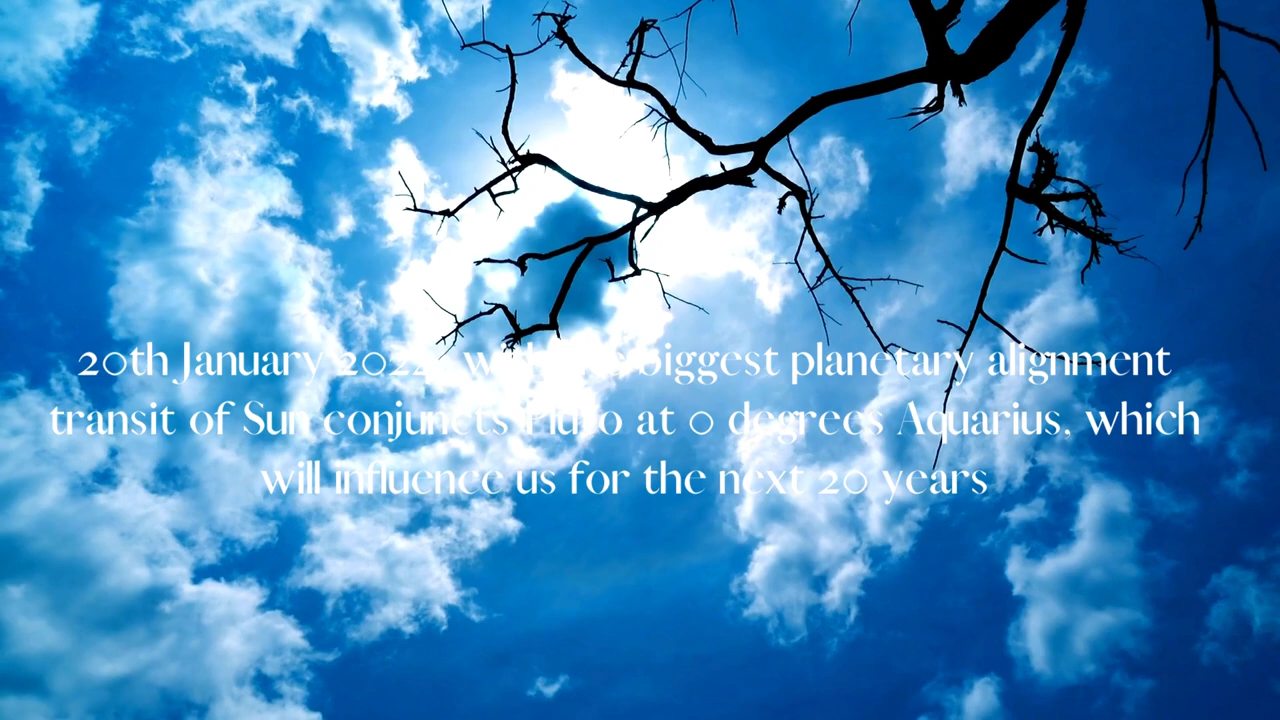 20th January biggest planetary alignment
transit of Sun conjuncts Pluto at 0 degrees Aquarius, which
will influence us for the next 20 years